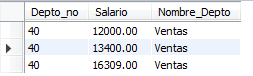 Depto_no Salario Nombre_Depto
40 12000.00 Ventas
40 13400.00 Ventas
40 16309.00 Ventas